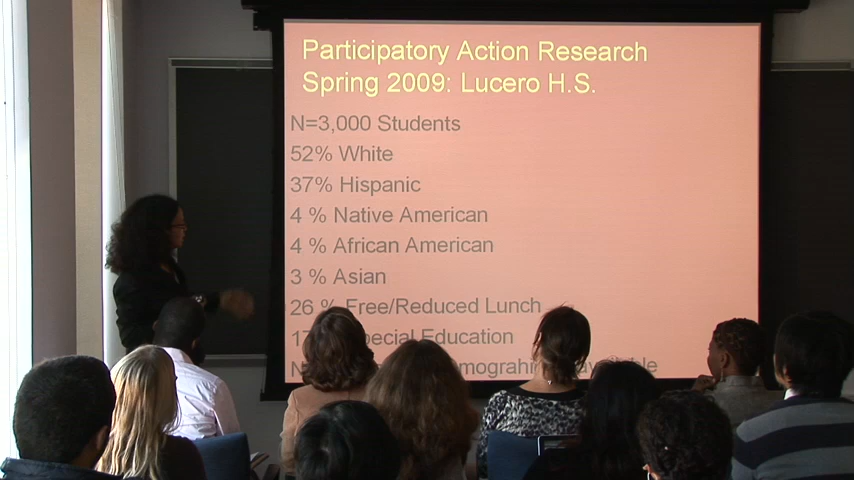 Participatory Action Research
Spring 2009: Lucero H.S.
N=3,000 Students
52% White
37% Hispanic
4 % Native American
4 % African American
3 % Asian
26 % Free/Reduced Lunch
Special Education